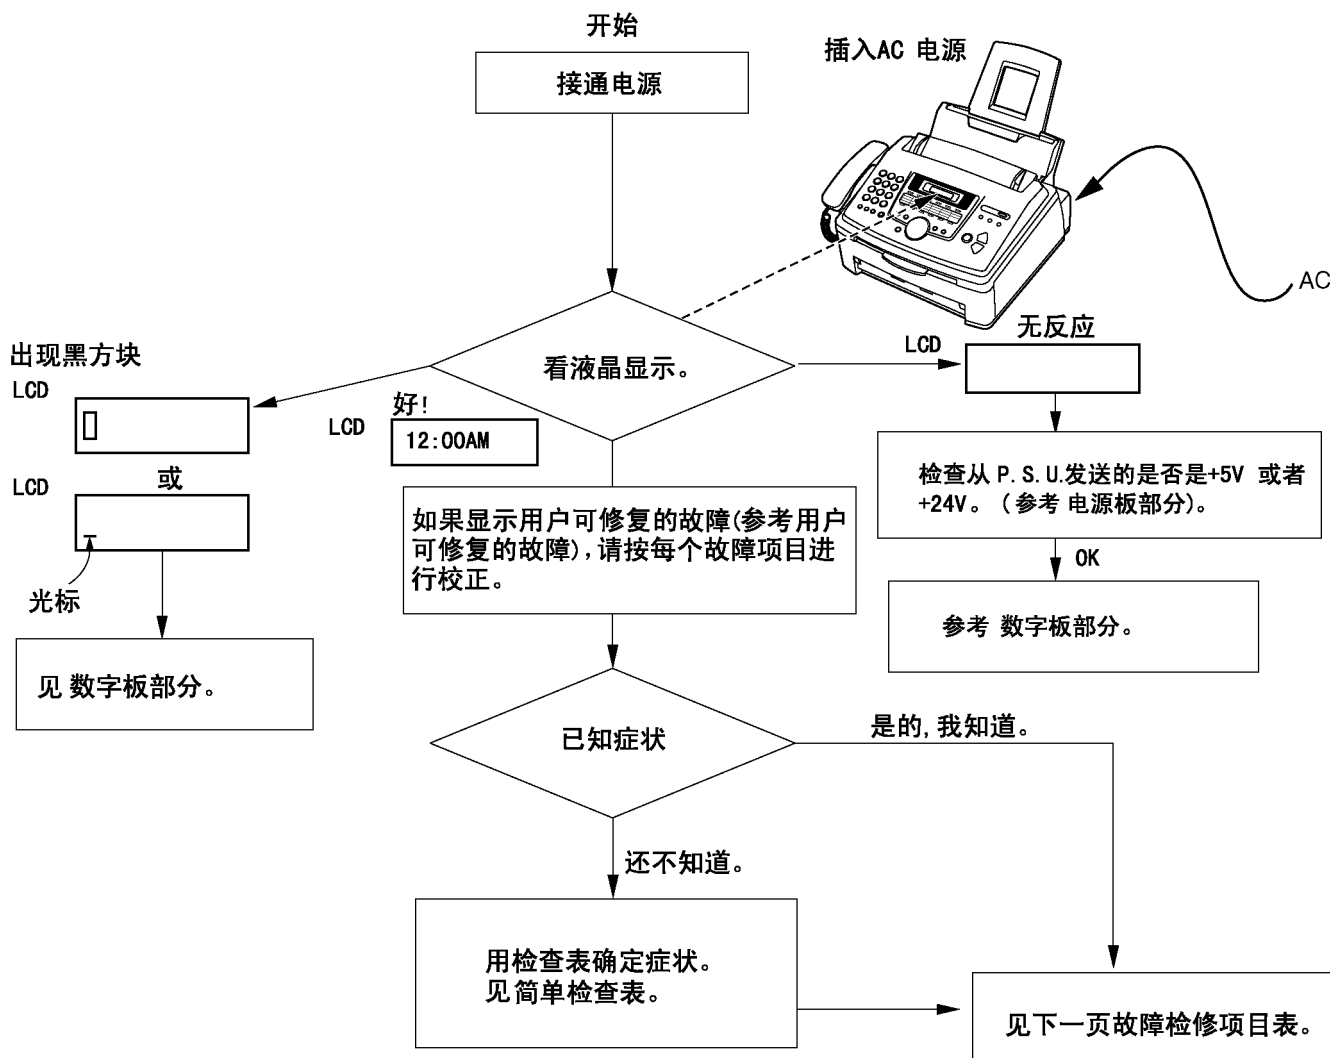 开始
接通电源
插入AC 电源
AC
看液晶显示。
出现黑方块
LCD
或
LCD
光标
见 数字板部分。
好!
LCD
12:00AM
如果显示用户可修复的故障(参考用户
可修复的故障),请按每个故障项目进
行校正。
LCD
无反应
检查从 P.S.U.发送的是否是+5V 或者
+24V。(参考 电源板部分)。
OK
参考 数字板部分。
已知症状
是的,我知道。
还不知道。
用检查表确定症状。
见简单检查表。
见下一页故障检修项目表。